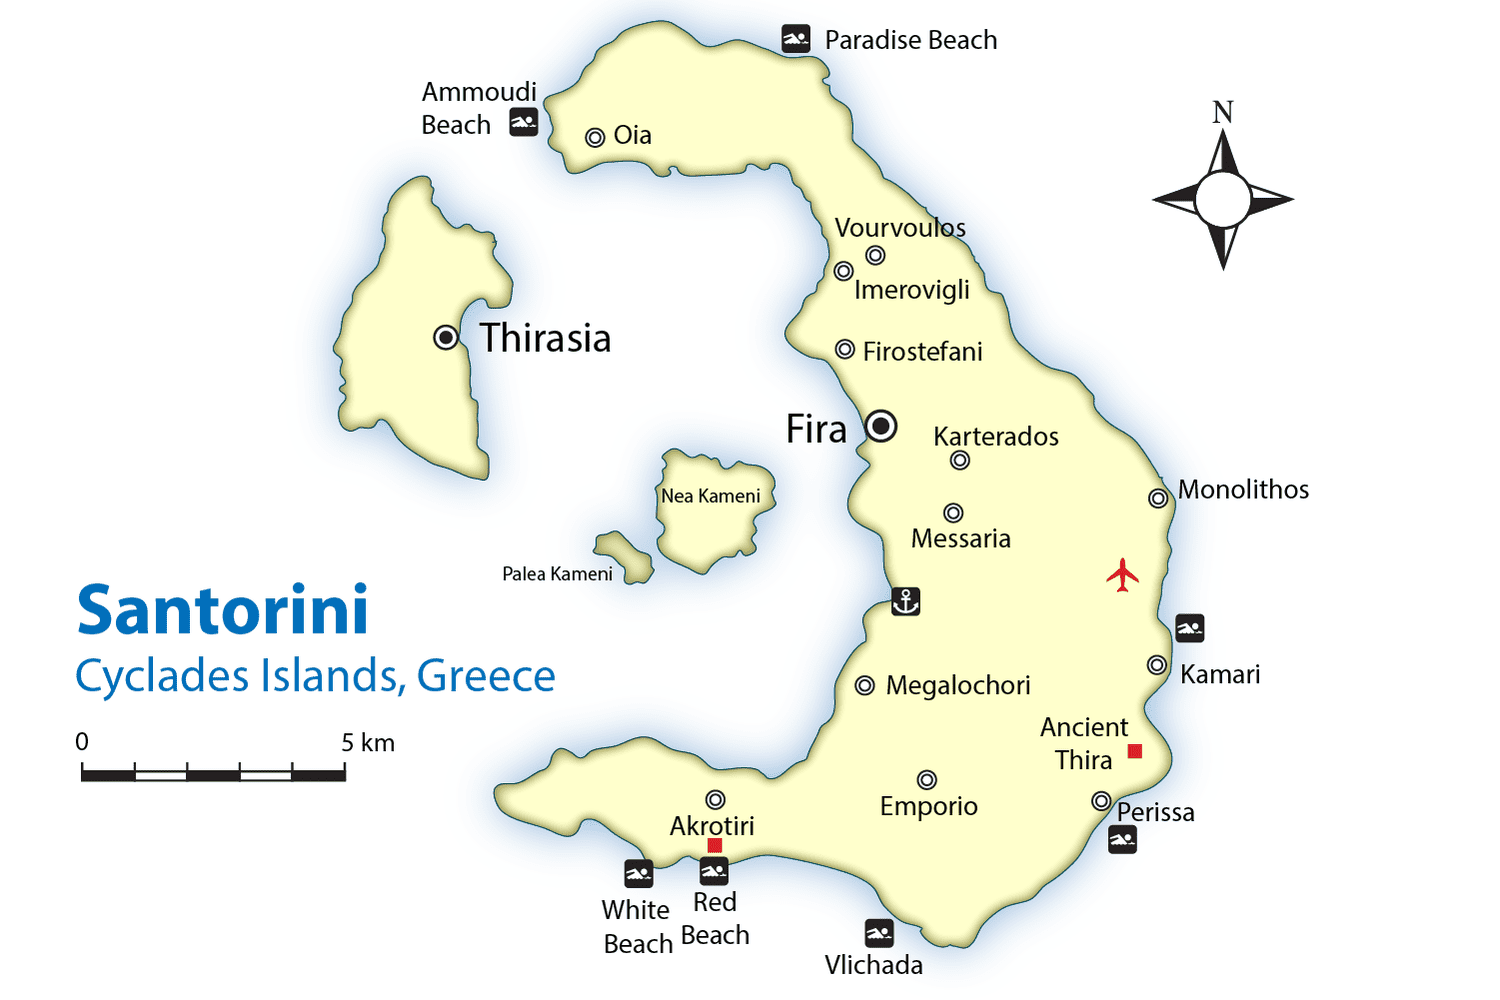 Paradise Beach
Ammoudi
Beach
Oia
N
Vourvoulos
Imerovigli
Thirasia
Firostefani
Fira
Karterados
Monolithos
Nea Kameni
Messaria
Palea Kameni
Santorini
Cyclades Islands, Greece
Kamari
Megalochori
Ancient
Thira
0 5 km
Emporio
Perissa
Akrotiri
White
Beach
Red
Beach
Vlichada